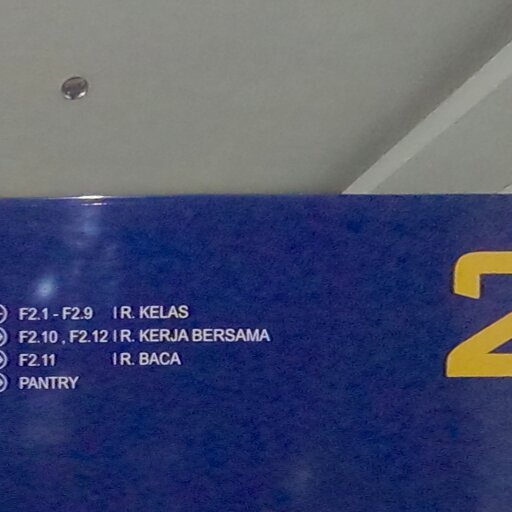 F2.1 - F2.9 | R. KELAS
F2.10 , F2.12 | R. KERJA BERSAMA
F2.11 | R. BACA
PANTRY
2